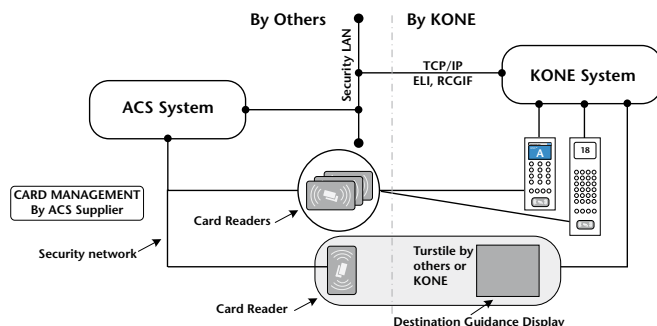 By Others
By KONE
Security LAN
TCP/IP
ELI, RCGIF
KONE System
ACS System
A
18
CARD MANAGEMENT
By ACS Supplier
Card Readers
Security network
Turstile by
others or
KONE
Card Reader
Destination Guidance Display